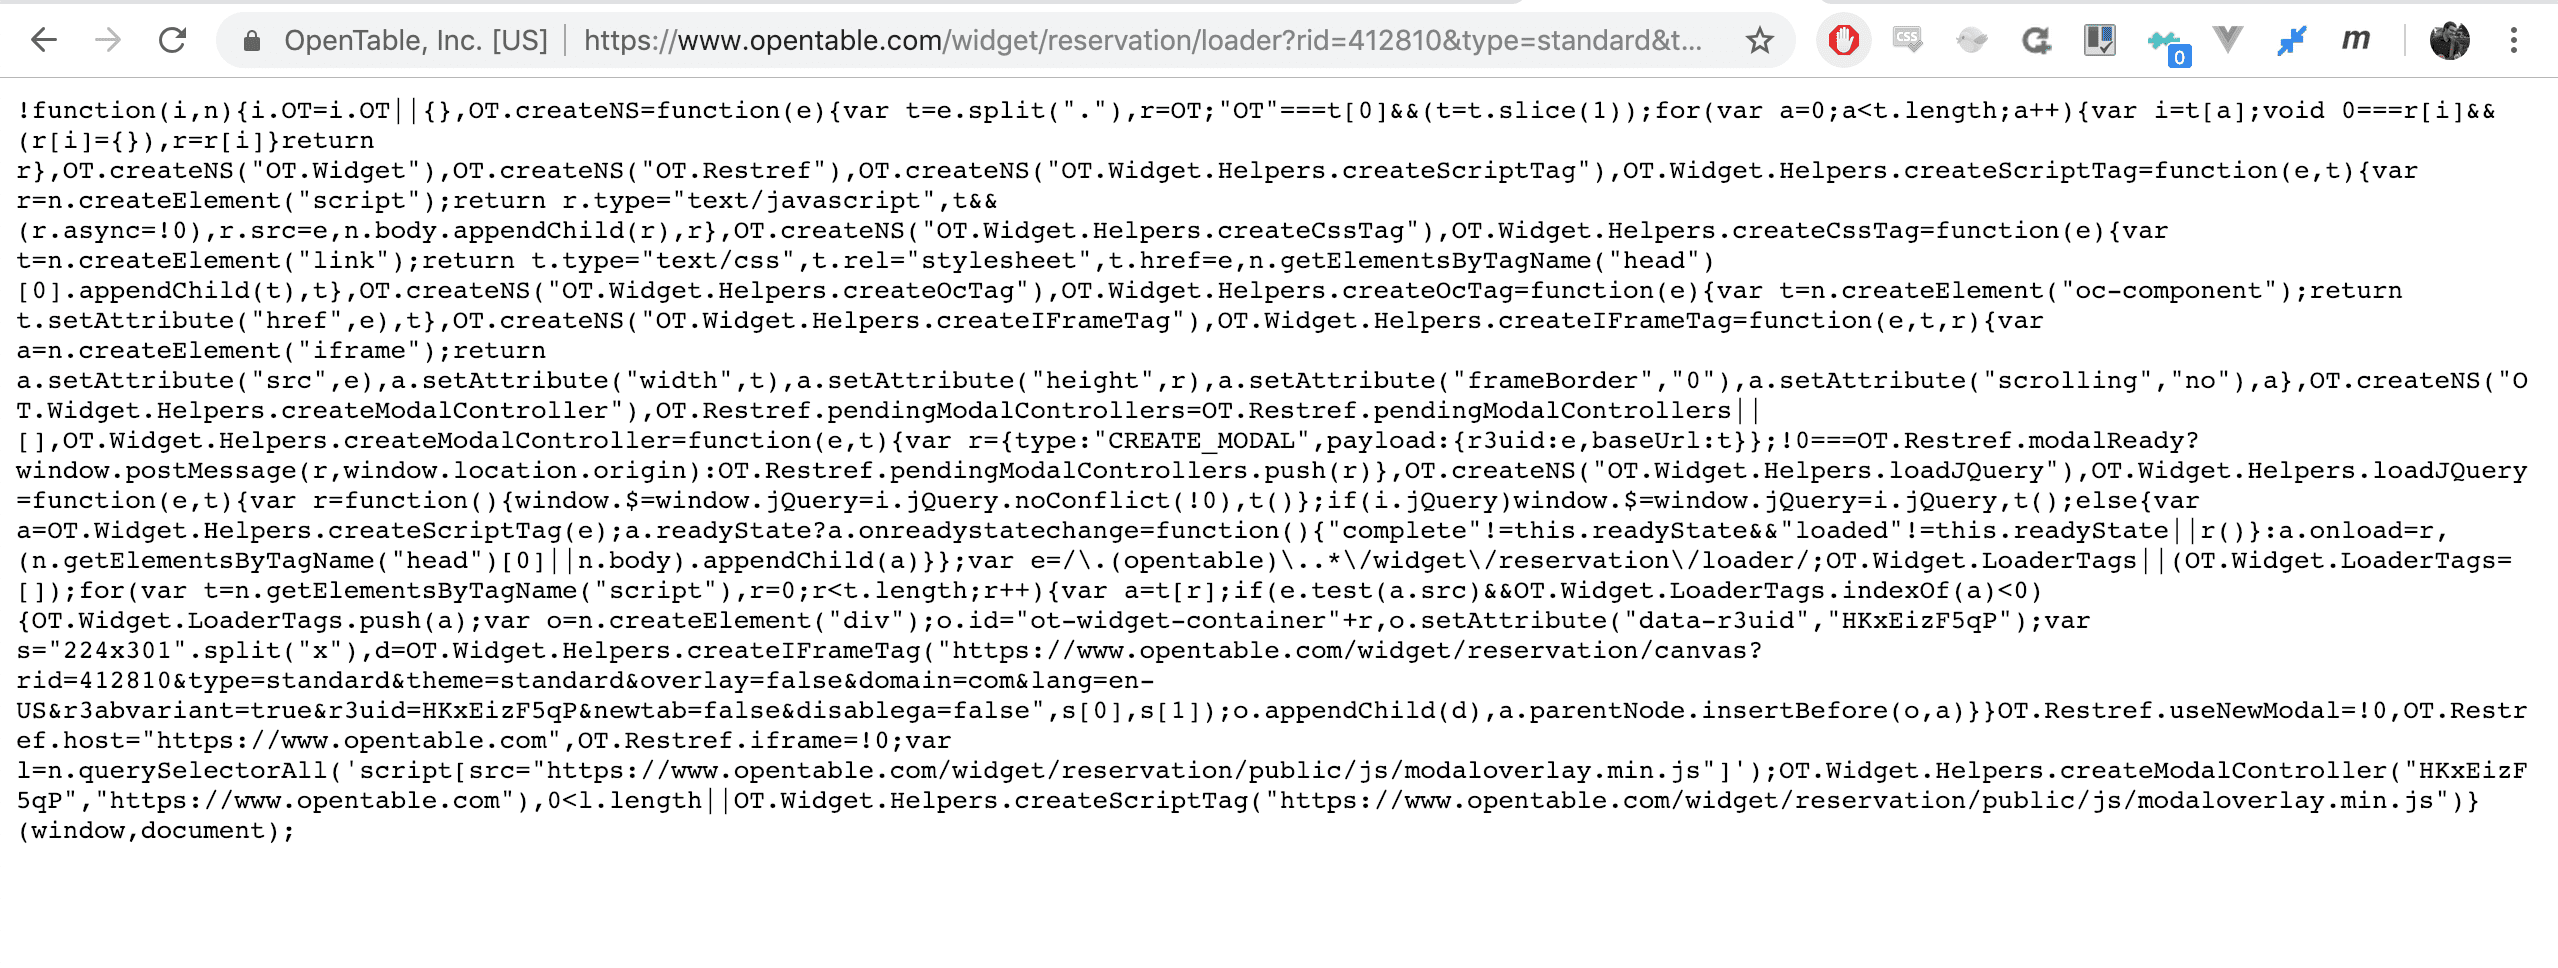 OpenTable, Inc. [US] https://www.opentable.com/widget/reservation/loader?rid=412810&type=standard&t... CSS 0 m
!function(i,n){i.OT=i.OT||{},OT.createNS=function(e){var t=e.split("."),r=OT;"OT"===t[0]&&(t=t.slice(1));for(var a=0;a<t.length;a++){var i=t[a];void 0===r[i]&&
(r[i]={}),r=r[i]}return
r},OT.createNS("OT.Widget"),OT.createNS("OT.Restref"),OT.createNS("OT.Widget.Helpers.createScriptTag"),OT.Widget.Helpers.createScriptTag=function(e,t){var
r=n.createElement("script");return r.type="text/javascript",t&&
(r.async=!0),r.src=e,n.body.appendChild(r),r},OT.createNS("OT.Widget.Helpers.createCssTag"),OT.Widget.Helpers.createCssTag=function(e){var
t=n.createElement("link");return t.type="text/css",t.rel="stylesheet",t.href=e,n.getElementsByTagName("head")
[0].appendChild(t),t},OT.createNS("OT.Widget.Helpers.createOcTag"),OT.Widget.Helpers.createOcTag=function(e){var t=n.createElement("oc-component");return
t.setAttribute("href",e),t},OT.createNS("OT.Widget.Helpers.createIFrameTag"),OT.Widget.Helpers.createIFrameTag=function(e,t,r){var
a=n.createElement("iframe");return
a.setAttribute("src",e),a.setAttribute("width",t),a.setAttribute("height",r),a.setAttribute("frameBorder","0"),a.setAttribute("scrolling","no"),a},OT.createNS("O
T.Widget.Helpers.createModalController"),OT.Restref.pendingModalControllers=OT.Restref.pendingModalControllers||
[],OT.Widget.Helpers.createModalController=function(e,t){var r={type:"CREATE_MODAL",payload:{r3uid:e,baseUrl:t}};!0===OT.Restref.modalReady?
window.postMessage(r,window.location.origin):OT.Restref.pendingModalControllers.push(r)},OT.createNS("OT.Widget.Helpers.loadJQuery"),OT.Widget.Helpers.loadJQuery
=function(e,t){var r=function(){window.$=window.jQuery=i.jQuery.noConflict(!0),t()};if(i.jQuery)window.$=window.jQuery=i.jQuery,t();else{var
a=OT.Widget.Helpers.createScriptTag(e);a.readyState?a.onreadystatechange=function(){"complete"!=this.readyState&&"loaded"!=this.readyState||r()}:a.onload=r,
(n.getElementsByTagName("head")[0]||n.body).appendChild(a)}};var e=/\.(opentable)\..*\/widget\/reservation\/loader/;OT.Widget.LoaderTags||(OT.Widget.LoaderTags=
[]);for(var t=n.getElementsByTagName("script"),r=0;r<t.length;r++){var a=t[r];if(e.test(a.src)&&OT.Widget.LoaderTags.indexOf(a)<0)
{OT.Widget.LoaderTags.push(a);var o=n.createElement("div");o.id="ot-widget-container"+r,o.setAttribute("data-r3uid","HKxEizF5qP");var
s="224x301".split("x"),d=OT.Widget.Helpers.createIFrameTag("https://www.opentable.com/widget/reservation/canvas?
rid=412810&type=standard&theme=standard&overlay=false&domain=com&lang=en-
US&r3abvariant=true&r3uid=HKxEizF5qP&newtab=false&disablega=false",s[0],s[1]);o.appendChild(d),a.parentNode.insertBefore(o,a)}}OT.Restref.useNewModal=!0,OT.Restr
ef.host="https://www.opentable.com",OT.Restref.iframe=!0;var
l=n.querySelectorAll('script[src="https://www.opentable.com/widget/reservation/public/js/modaloverlay.min.js"]');OT.Widget.Helpers.createModalController("HKxEizF
5qP","https://www.opentable.com"),0<l.length||OT.Widget.Helpers.createScriptTag("https://www.opentable.com/widget/reservation/public/js/modaloverlay.min.js")}
(window,document);